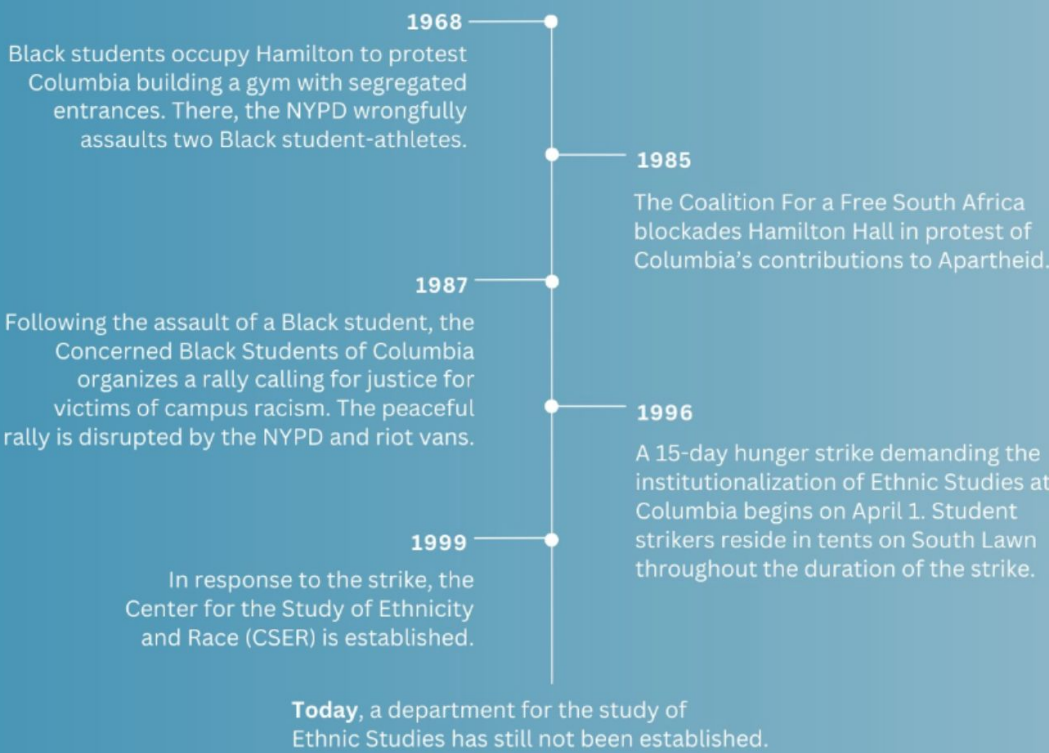 1968
Black students occupy Hamilton to protest
Columbia building a gym with segregated
entrances. There, the NYPD wrongfully
assaults two Black student-athletes.
1985
The Coalition For a Free South Africa
blockades Hamilton Hall in protest of
Columbia's contributions to Apartheid.
1987
Following the assault of a Black student, the
Concerned Black Students of Columbia
organizes a rally calling for justice for
victims of campus racism. The peaceful
rally is disrupted by the NYPD and riot vans.
1996
A 15-day hunger strike demanding the
institutionalization of Ethnic Studies at
Columbia begins on April 1. Student
strikers reside in tents on South Lawn
throughout the duration of the strike.
1999
In response to the strike, the
Center for the Study of Ethnicity
and Race (CSER) is established.
Today, a department for the study of
Ethnic Studies has still not been established.